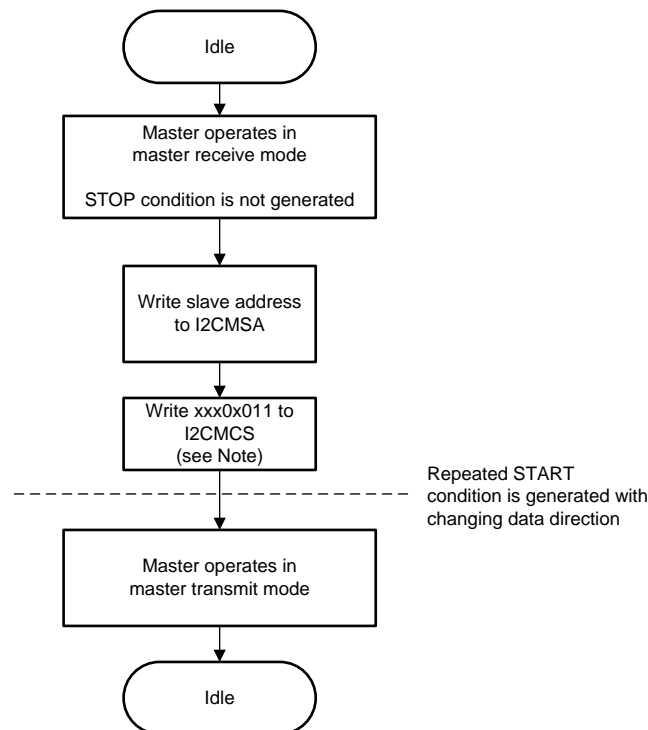 Idle
Master operates in
master receive mode
STOP condition is not generated
Write slave address
to I2CMSA
Write xxx0x011 to
I2CMCS
(see Note)
Repeated START
condition is generated with
changing data direction
Master operates in
master transmit mode
Idle